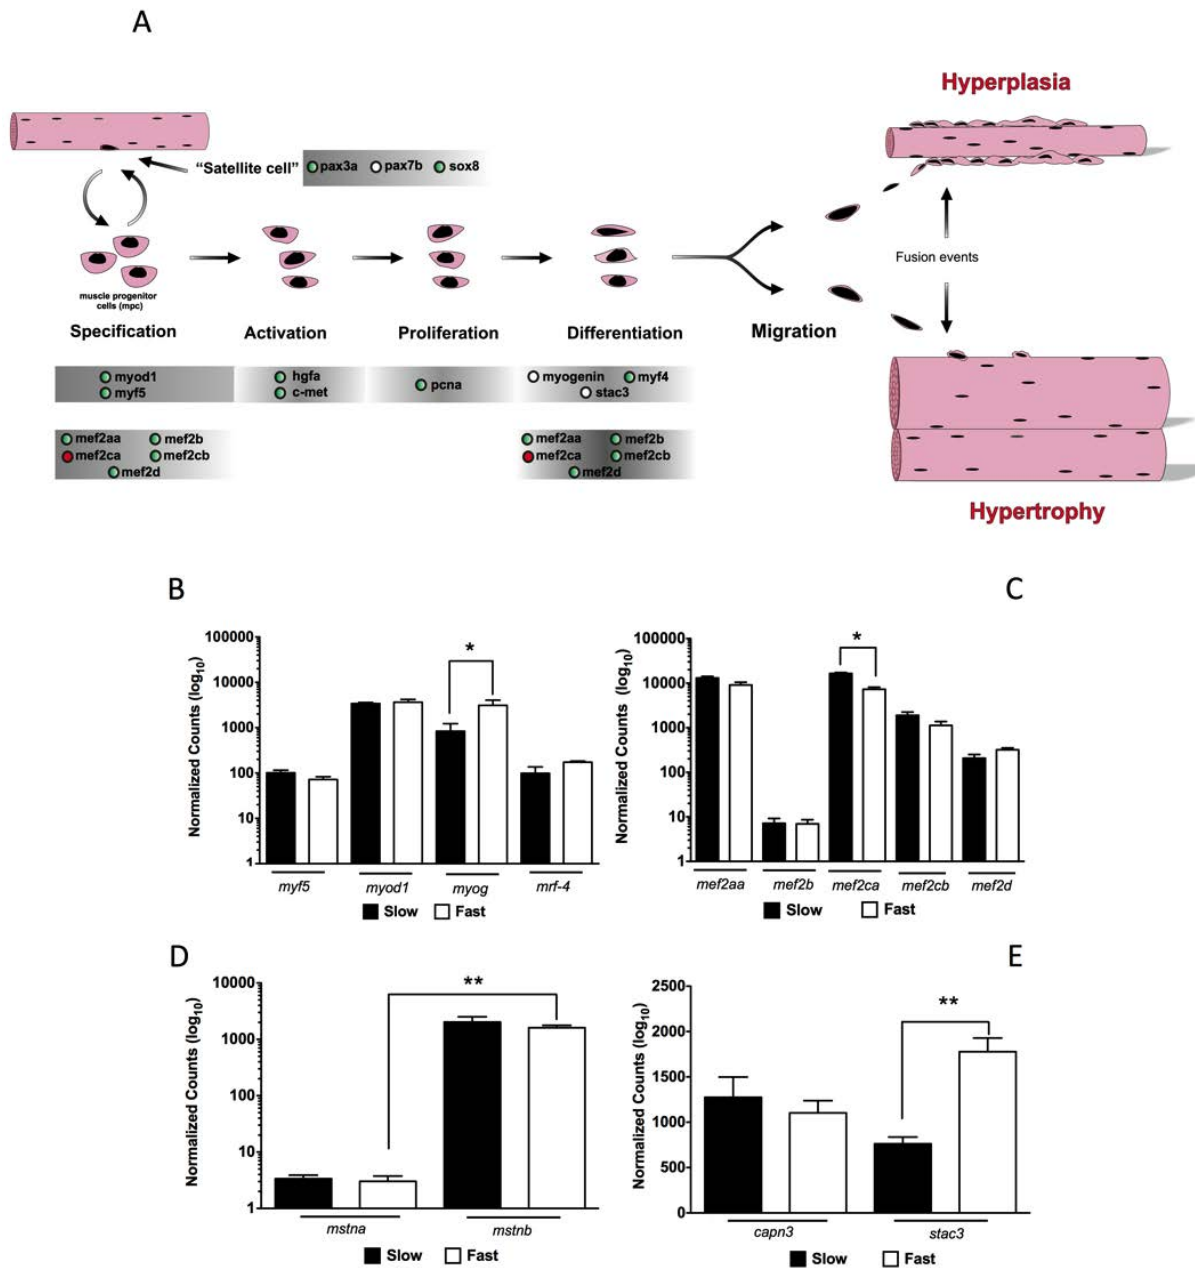 A
Hyperplasia
"Satellite cell"
pax3a pax7b sox8
Fusion events
muscle progenitor
cells (mpc)
Specification Activation Proliferation Differentiation Migration
myod1
myf5
hgfa
c-met
pcna
myogenin myf4
stac3
mef2aa mef2b
mef2ca mef2cb
mef2d
mef2aa mef2b
mef2ca mef2cb
mef2d
Hypertrophy
B
Normalized Counts (log10)
100000
10000
1000
100
10
1
*
myf5 myod1 myog mrf-4
Slow Fast
C
Normalized Counts (log10)
100000
10000
1000
100
10
1
*
mef2aa mef2b mef2ca mef2cb mef2d
Slow Fast
D
Normalized Counts (log10)
10000
1000
100
10
1
**
mstna mstnb
Slow Fast
E
Normalized Counts (log10)
2500
2000
1500
1000
500
0
**
capn3 stac3
Slow Fast